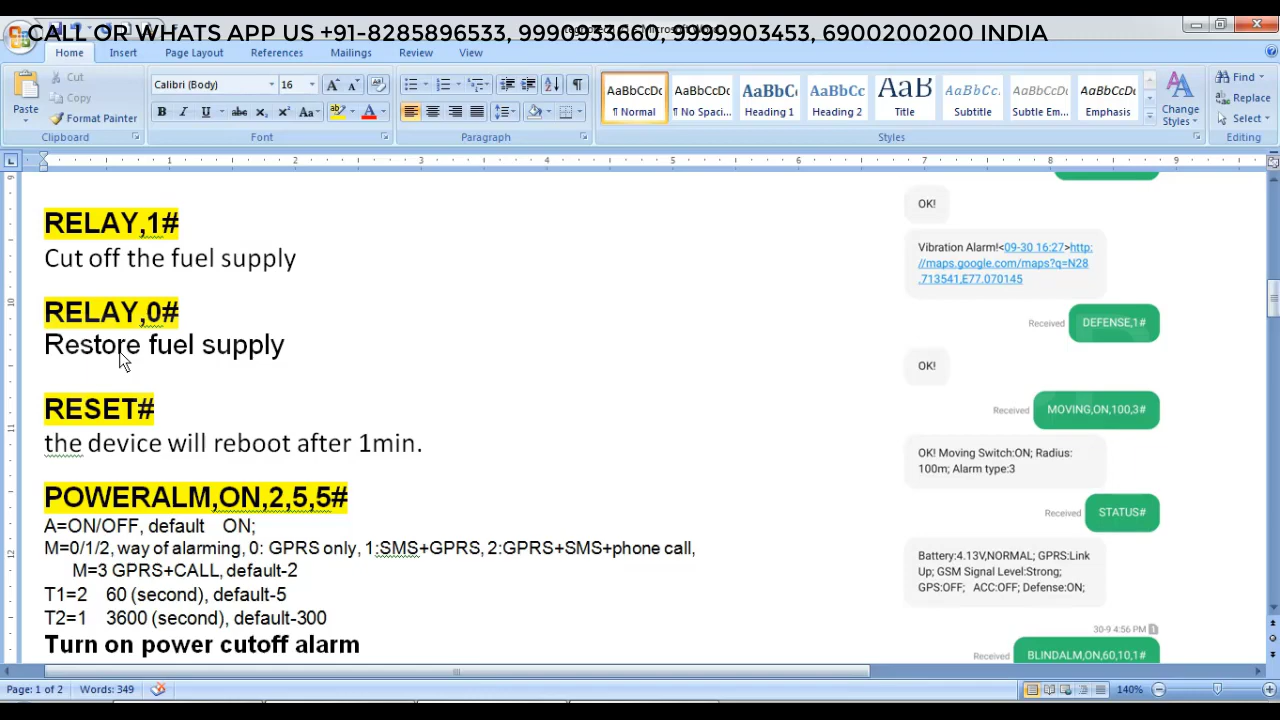 CALL OR WHATS APP US +91-8285896533, 9990933660, 9999903453, 6900200200 INDIA
Home Insert Page Layout References Mailings Review View
Paste
Cut
Copy
Format Painter
Clipboard
Calibri (Body) 16
Font
Paragraph
AaBbCcDc AaBbCcDc AaBbC AaBbCc AaB AaBbCc. AaBbCcDc AaBbCcDc
¶ Normal ¶ No Spaci... Heading 1 Heading 2 Title Subtitle Subtle Em... Emphasis
Styles
Change Styles
Find
Replace
Select
Editing
1 2 3 4 5 6 7 8 9
RELAY,1#
Cut off the fuel supply
RELAY,0#
Restore fuel supply
RESET#
the device will reboot after 1min.
POWERALM,ON,2,5,5#
A=ON/OFF, default ON;
M=0/1/2, way of alarming, 0: GPRS only, 1:SMS+GPRS, 2:GPRS+SMS+phone call,
M=3 GPRS+CALL, default-2
T1=2 60 (second), default-5
T2=1 3600 (second), default-300
Turn on power cutoff alarm
OK!
Vibration Alarm!<09-30 16:27>http:
//maps.google.com/maps?q=N28
.713541,E77.070145
Received DEFENSE,1#
OK!
Received MOVING,ON,100,3#
OK! Moving Switch:ON; Radius:
100m; Alarm type:3
Received STATUS#
Battery:4.13V,NORMAL; GPRS:Link
Up; GSM Signal Level:Strong;
GPS:OFF; ACC:OFF; Defense:ON;
30-9 4:56 PM 1
Received BLINDALM,ON,60,10,1#
Page: 1 of 2 Words: 349 140%